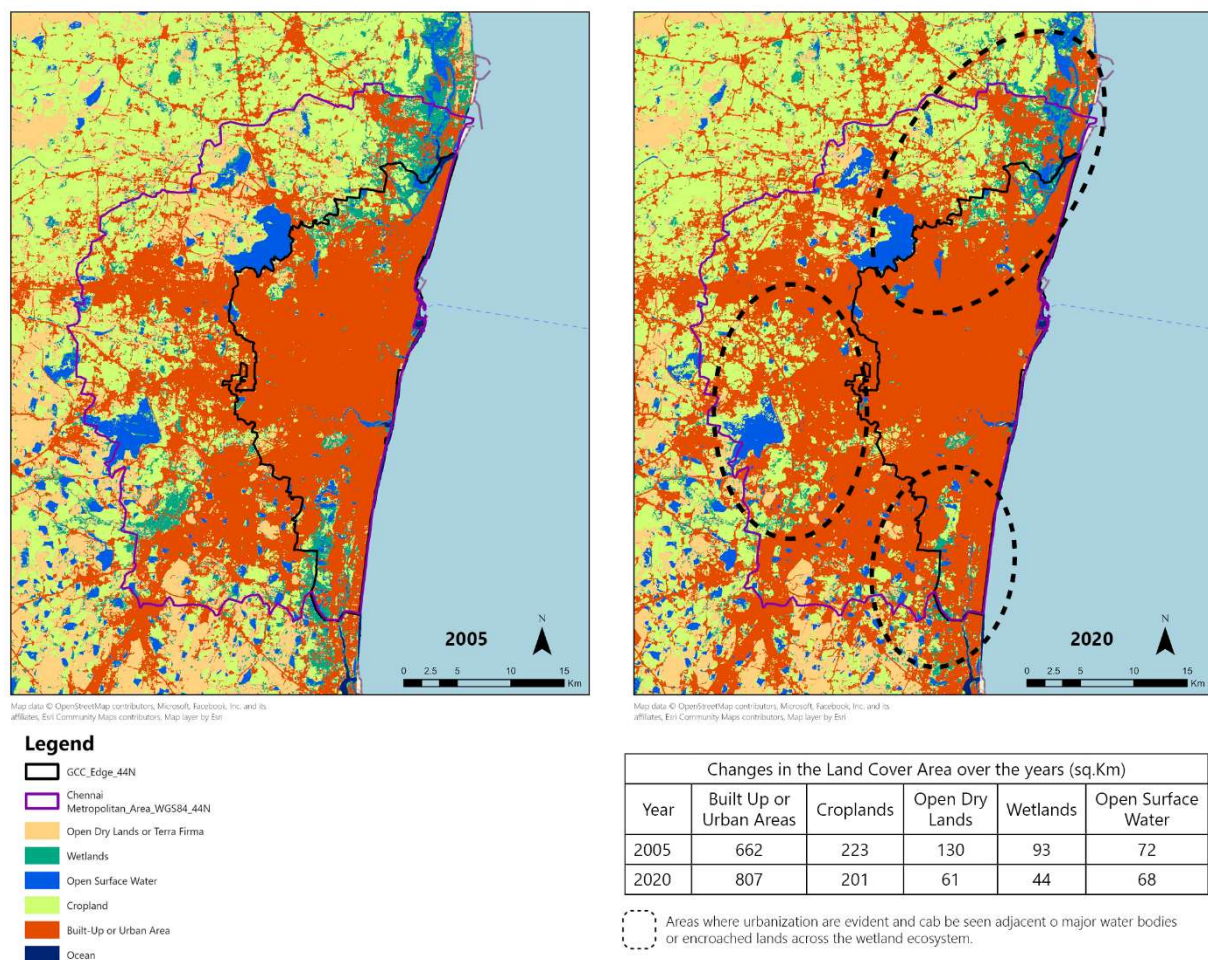 2005
N
0 2.5 5 10 15
Km
Map data © OpenStreetMap contributors, Microsoft, Facebook, Inc. and its
affiliates, Esri Community Maps contributors, Map layer by Esri
2020
N
0 2.5 5 10 15
Km
Map data © OpenStreetMap contributors, Microsoft, Facebook, Inc. and its
affiliates, Esri Community Maps contributors, Map layer by Esri
Legend
GCC_Edge_44N
Chennai
Metropolitan_Area_WGS84_44N
Open Dry Lands or Terra Firma
Wetlands
Open Surface Water
Cropland
Built-Up or Urban Area
Ocean
Changes in the Land Cover Area over the years (sq.Km)
Year Built Up or Urban Areas Croplands Open Dry Lands Wetlands Open Surface Water
2005 662 223 130 93 72
2020 807 201 61 44 68
Areas where urbanization are evident and cab be seen adjacent o major water bodies
or encroached lands across the wetland ecosystem.